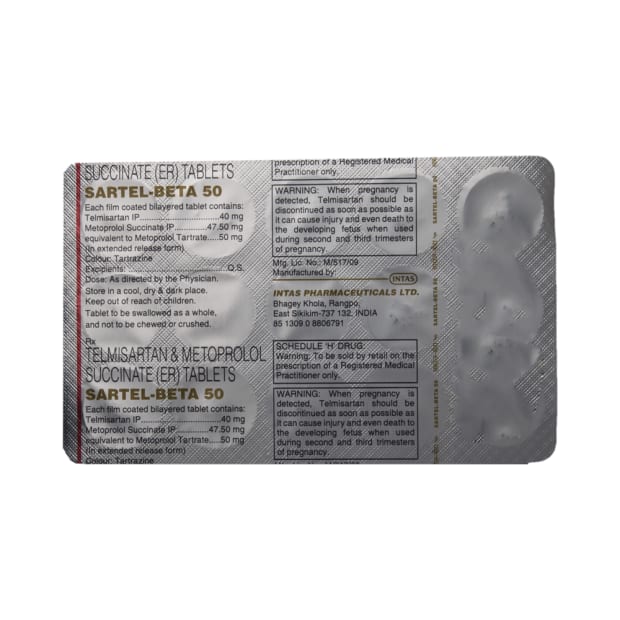 SUCCINATE (ER) TABLETS
SARTEL-BETA 50
Each film coated bilayered tablet contains:
Telmisartan IP..............................40 mg
Metoprolol Succinate IP...........47.50 mg
equivalent to Metoprolol Tartrate.....50 mg
(In extended release form)
Colour: Tartrazine
Excipients:.....................................Q.S.
Dose: As directed by the Physician.
Store in a cool, dry & dark place.
Keep out of reach of children.
Tablet to be swallowed as a whole,
and not to be chewed or crushed.
Rx
TELMISARTAN & METOPROLOL
SUCCINATE (ER) TABLETS
SARTEL-BETA 50
Each film coated bilayered tablet contains:
Telmisartan IP..............................40 mg
Metoprolol Succinate IP...........47.50 mg
equivalent to Metoprolol Tartrate.....50 mg
(In extended release form)
Colour: Tartrazine
prescription of a Registered Medical
Practitioner only.
WARNING: When pregnancy is
detected, Telmisartan should be
discontinued as soon as possible as
it can cause injury and even death to
the developing fetus when used
during second and third trimesters
of pregnancy.
Mfg. Lic. No.: M/517/09
Manufactured by:
INTAS
INTAS PHARMACEUTICALS LTD.
Bhagey Khola, Rangpo,
East Sikikim-737 132, INDIA
85 1309 0 8806791
SCHEDULE 'H' DRUG:
Warning: To be sold by retail on the
prescription of a Registered Medical
Practitioner only.
WARNING: When pregnancy is
detected, Telmisartan should be
discontinued as soon as possible as
it can cause injury and even death to
the developing fetus when used
during second and third trimesters
of pregnancy.
SARTEL-BETA 50
SARTEL-BETA 50
SARTEL-BETA 50